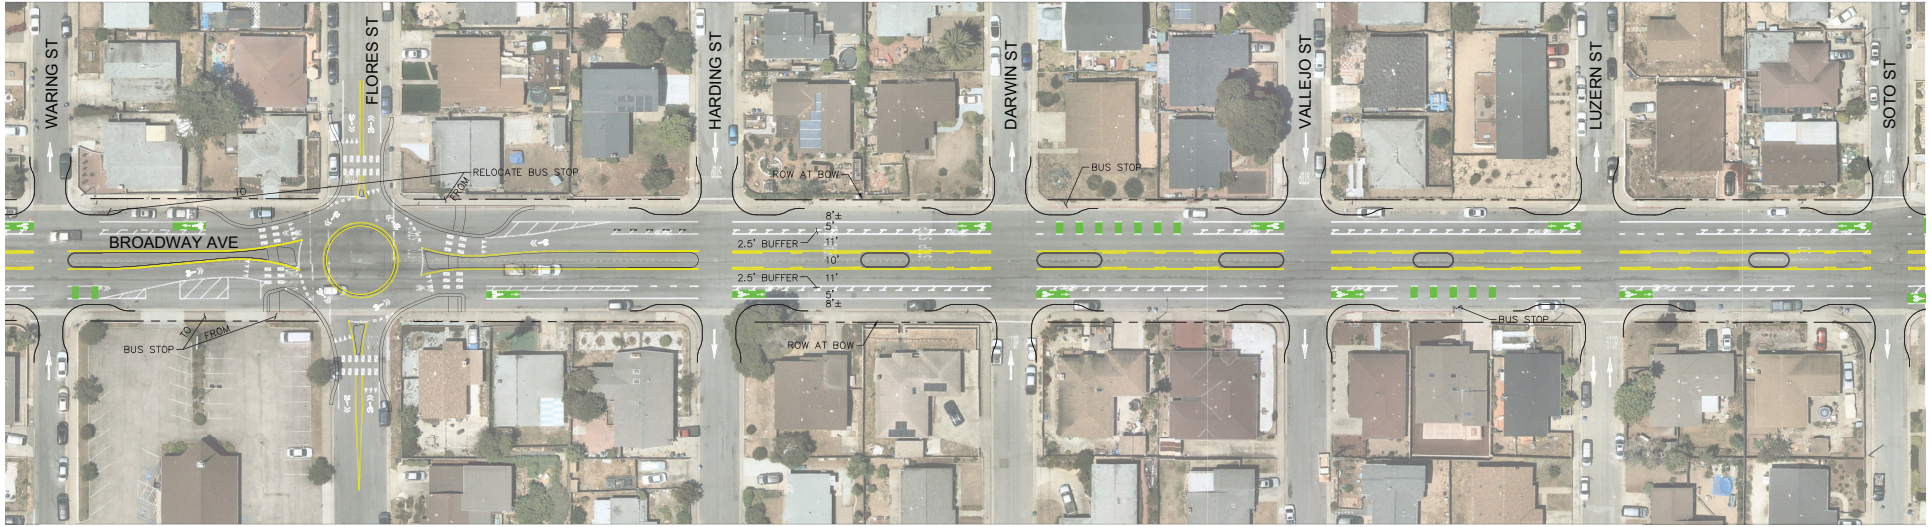 WARING ST
FLORES ST
HARDING ST
DARWIN ST
VALLEJO ST
LUZERN ST
SOTO ST
RELOCATE BUS STOP
TO
FROM
ROW AT BOW
BUS STOP
BROADWAY AVE
8'±
5'
2.5' BUFFER
11'
10'
2.5' BUFFER
11'
5'
8'±
TO
FROM
BUS STOP
ROW AT BOW
BUS STOP